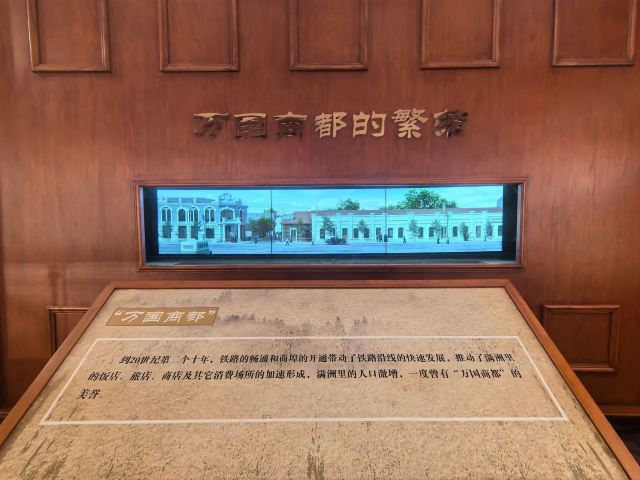 万国商都的繁荣
“万国商都”
到20世纪第二个十年，铁路的畅通和商埠的开通带动了铁路沿线的快速发展，推动了满洲里
的饭店、旅店、商店及其它消费场所的加速形成，满洲里的人口激增，一度曾有“万国商都”的
美誉